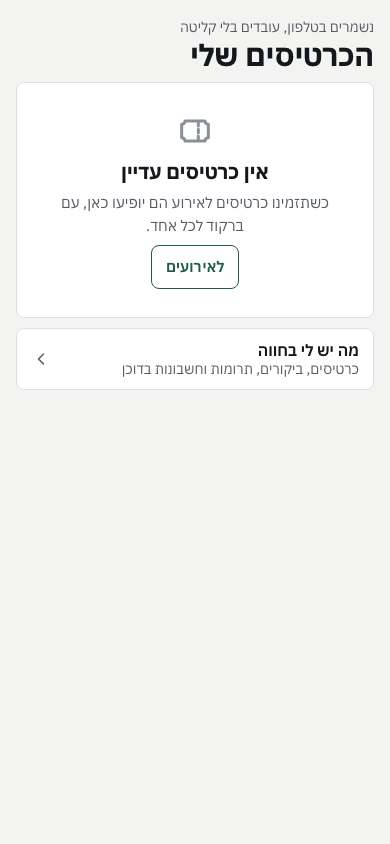 נשמרים בטלפון, עובדים בלי קליטה
הכרטיסים שלי
אין כרטיסים עדיין
כשתזמינו כרטיסים לאירוע הם יופיעו כאן, עם
ברקוד לכל אחד.
לאירועים
מה יש לי בחווה
כרטיסים, ביקורים, תרומות וחשבונות בדוכן